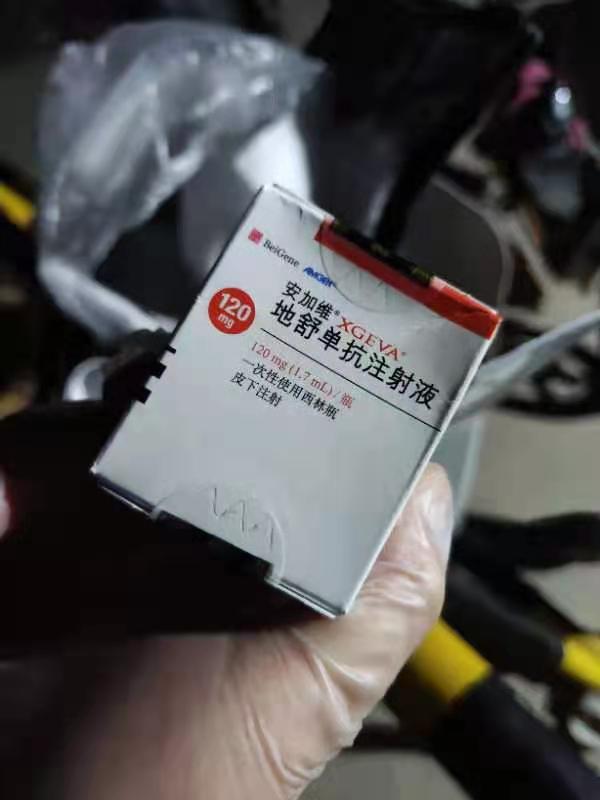 BeiGene AMGEN
安加维® XGEVA®
地舒单抗注射液
120 mg
120 mg (1.7 mL) / 瓶
一次性使用西林瓶
皮下注射